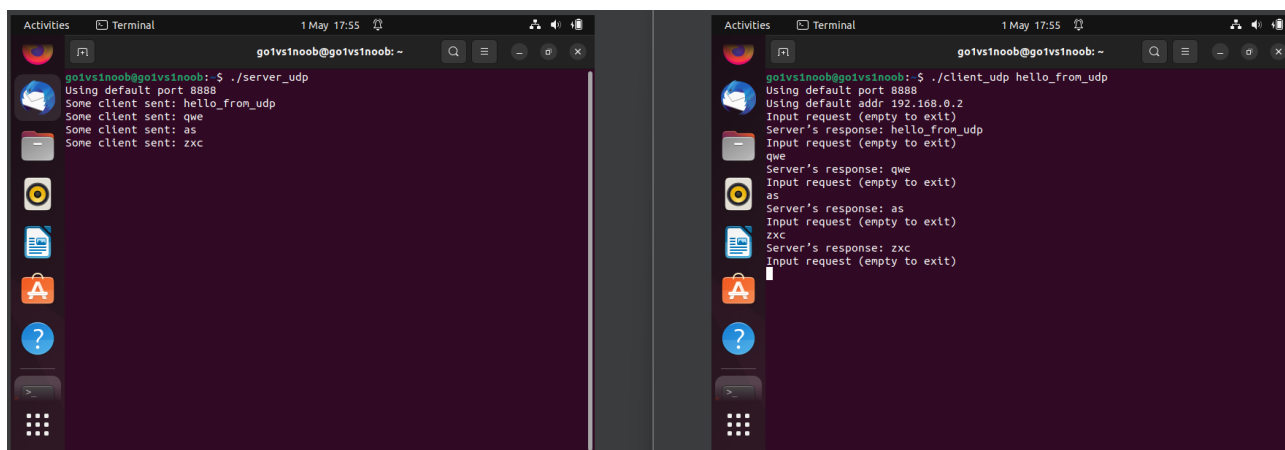 Activities Terminal 1 May 17:55
go1vs1noob@go1vs1noob: ~
go1vs1noob@go1vs1noob:~$ ./server_udp
Using default port 8888
Some client sent: hello_from_udp
Some client sent: qwe
Some client sent: as
Some client sent: zxc
Activities Terminal 1 May 17:55
go1vs1noob@go1vs1noob: ~
go1vs1noob@go1vs1noob:~$ ./client_udp hello_from_udp
Using default port 8888
Using default addr 192.168.0.2
Input request (empty to exit)
Server's response: hello_from_udp
Input request (empty to exit)
qwe
Server's response: qwe
Input request (empty to exit)
as
Server's response: as
Input request (empty to exit)
zxc
Server's response: zxc
Input request (empty to exit)